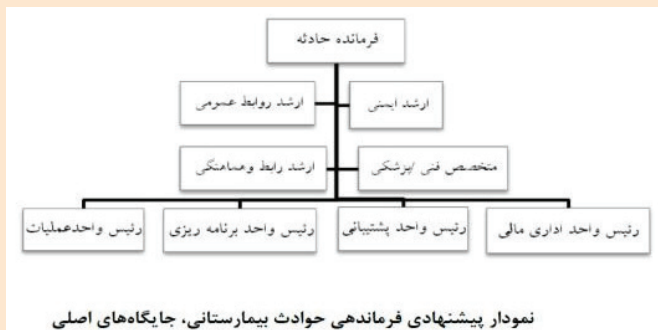 فرمانده حادثه
ارشد ایمنی
ارشد روابط عمومی
متخصص فنی /پزشکی
ارشد رابط وهماهنگی
رئیس واحد اداری مالی
رئیس واحد پشتیبانی
رئیس واحد برنامه ریزی
رئیس واحدعملیات
نمودار پیشنهادی فرماندهی حوادث بیمارستانی، جایگاه‌های اصلی